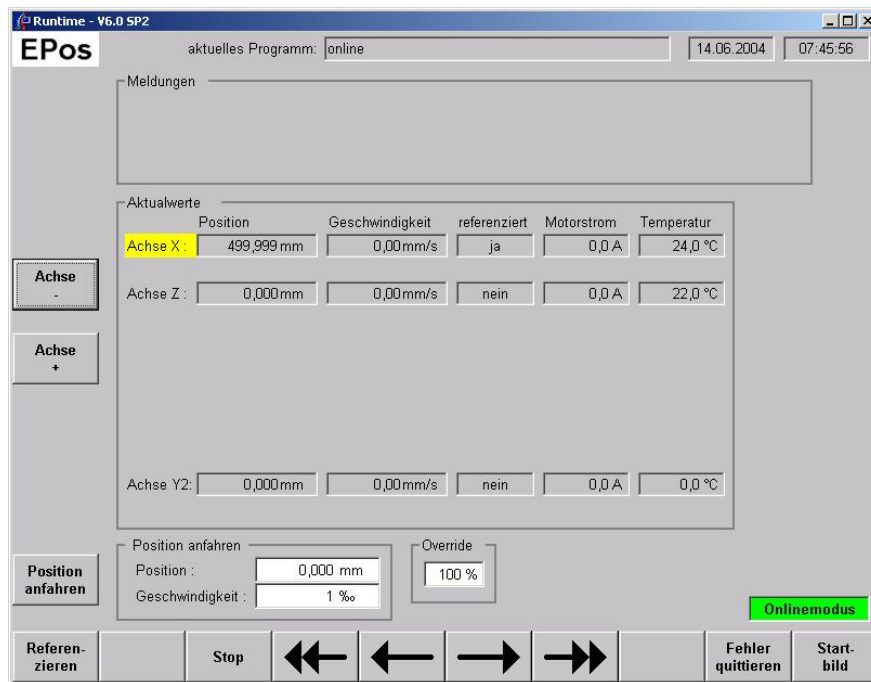 Runtime - V6.0 SP2
EPos
aktuelles Programm: online 14.06.2004 07:45:56
Meldungen
Aktualwerte
Position Geschwindigkeit referenziert Motorstrom Temperatur
Achse X : 499,999 mm 0,00 mm/s ja 0,0 A 24,0 °C
Achse
-
Achse Z : 0,000 mm 0,00 mm/s nein 0,0 A 22,0 °C
Achse
+
Achse Y2: 0,000 mm 0,00 mm/s nein 0,0 A 0,0 °C
Position anfahren Override
Position
anfahren
Position : 0,000 mm 100 %
Geschwindigkeit : 1 ‰
Onlinemodus
Referen-
zieren
Stop
Fehler
quittieren
Start-
bild